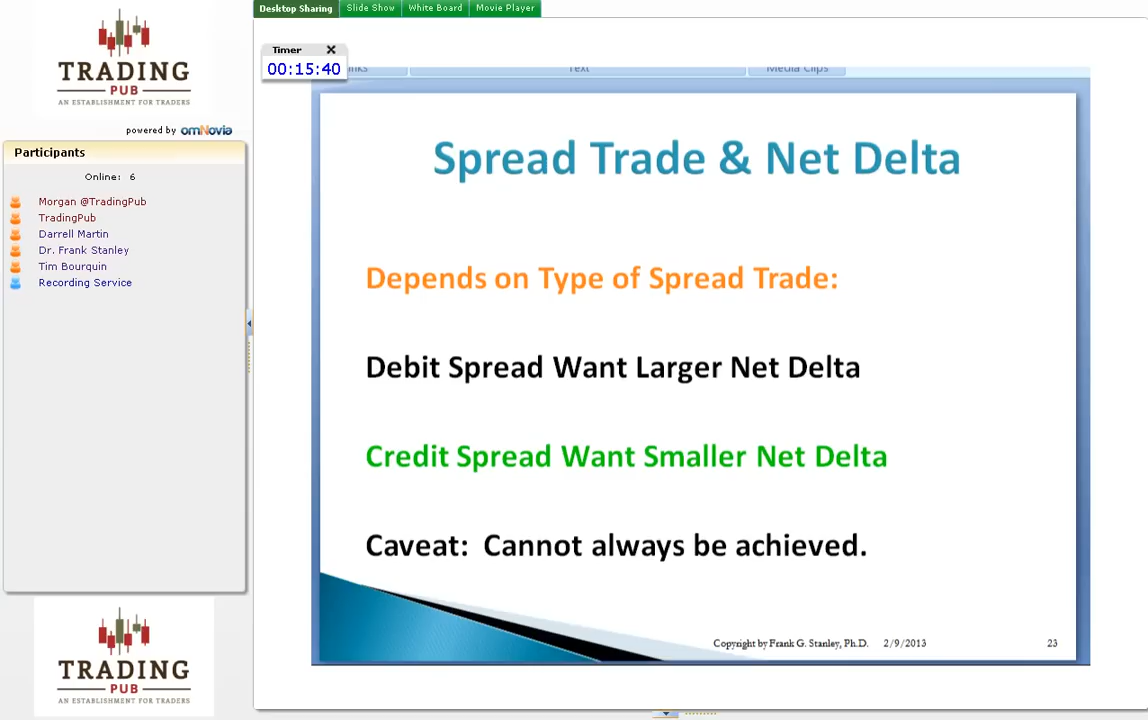 TRADING
PUB
AN ESTABLISHMENT FOR TRADERS
powered by omNovia
Participants
Online: 6
Morgan @TradingPub
TradingPub
Darrell Martin
Dr. Frank Stanley
Tim Bourquin
Recording Service
TRADING
PUB
AN ESTABLISHMENT FOR TRADERS
Desktop Sharing
Slide Show
White Board
Movie Player
Timer
00:15:40
Text
Media Clips
Spread Trade & Net Delta
Depends on Type of Spread Trade:
Debit Spread Want Larger Net Delta
Credit Spread Want Smaller Net Delta
Caveat:  Cannot always be achieved.
Copyright by Frank G. Stanley, Ph.D. 2/9/2013 23